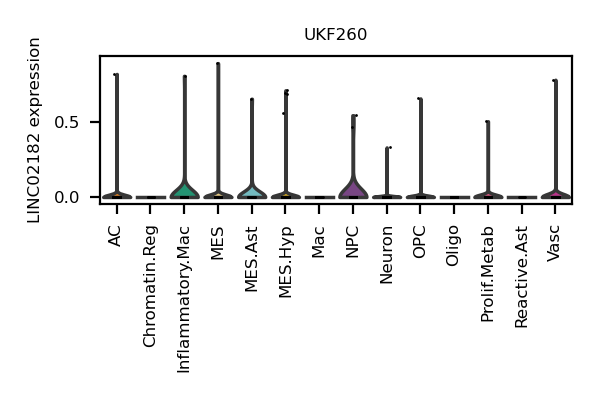 UKF260
LINC02182 expression
0.5
0.0
AC
Chromatin.Reg
Inflammatory.Mac
MES
MES.Ast
MES.Hyp
Mac
NPC
Neuron
OPC
Oligo
Prolif.Metab
Reactive.Ast
Vasc